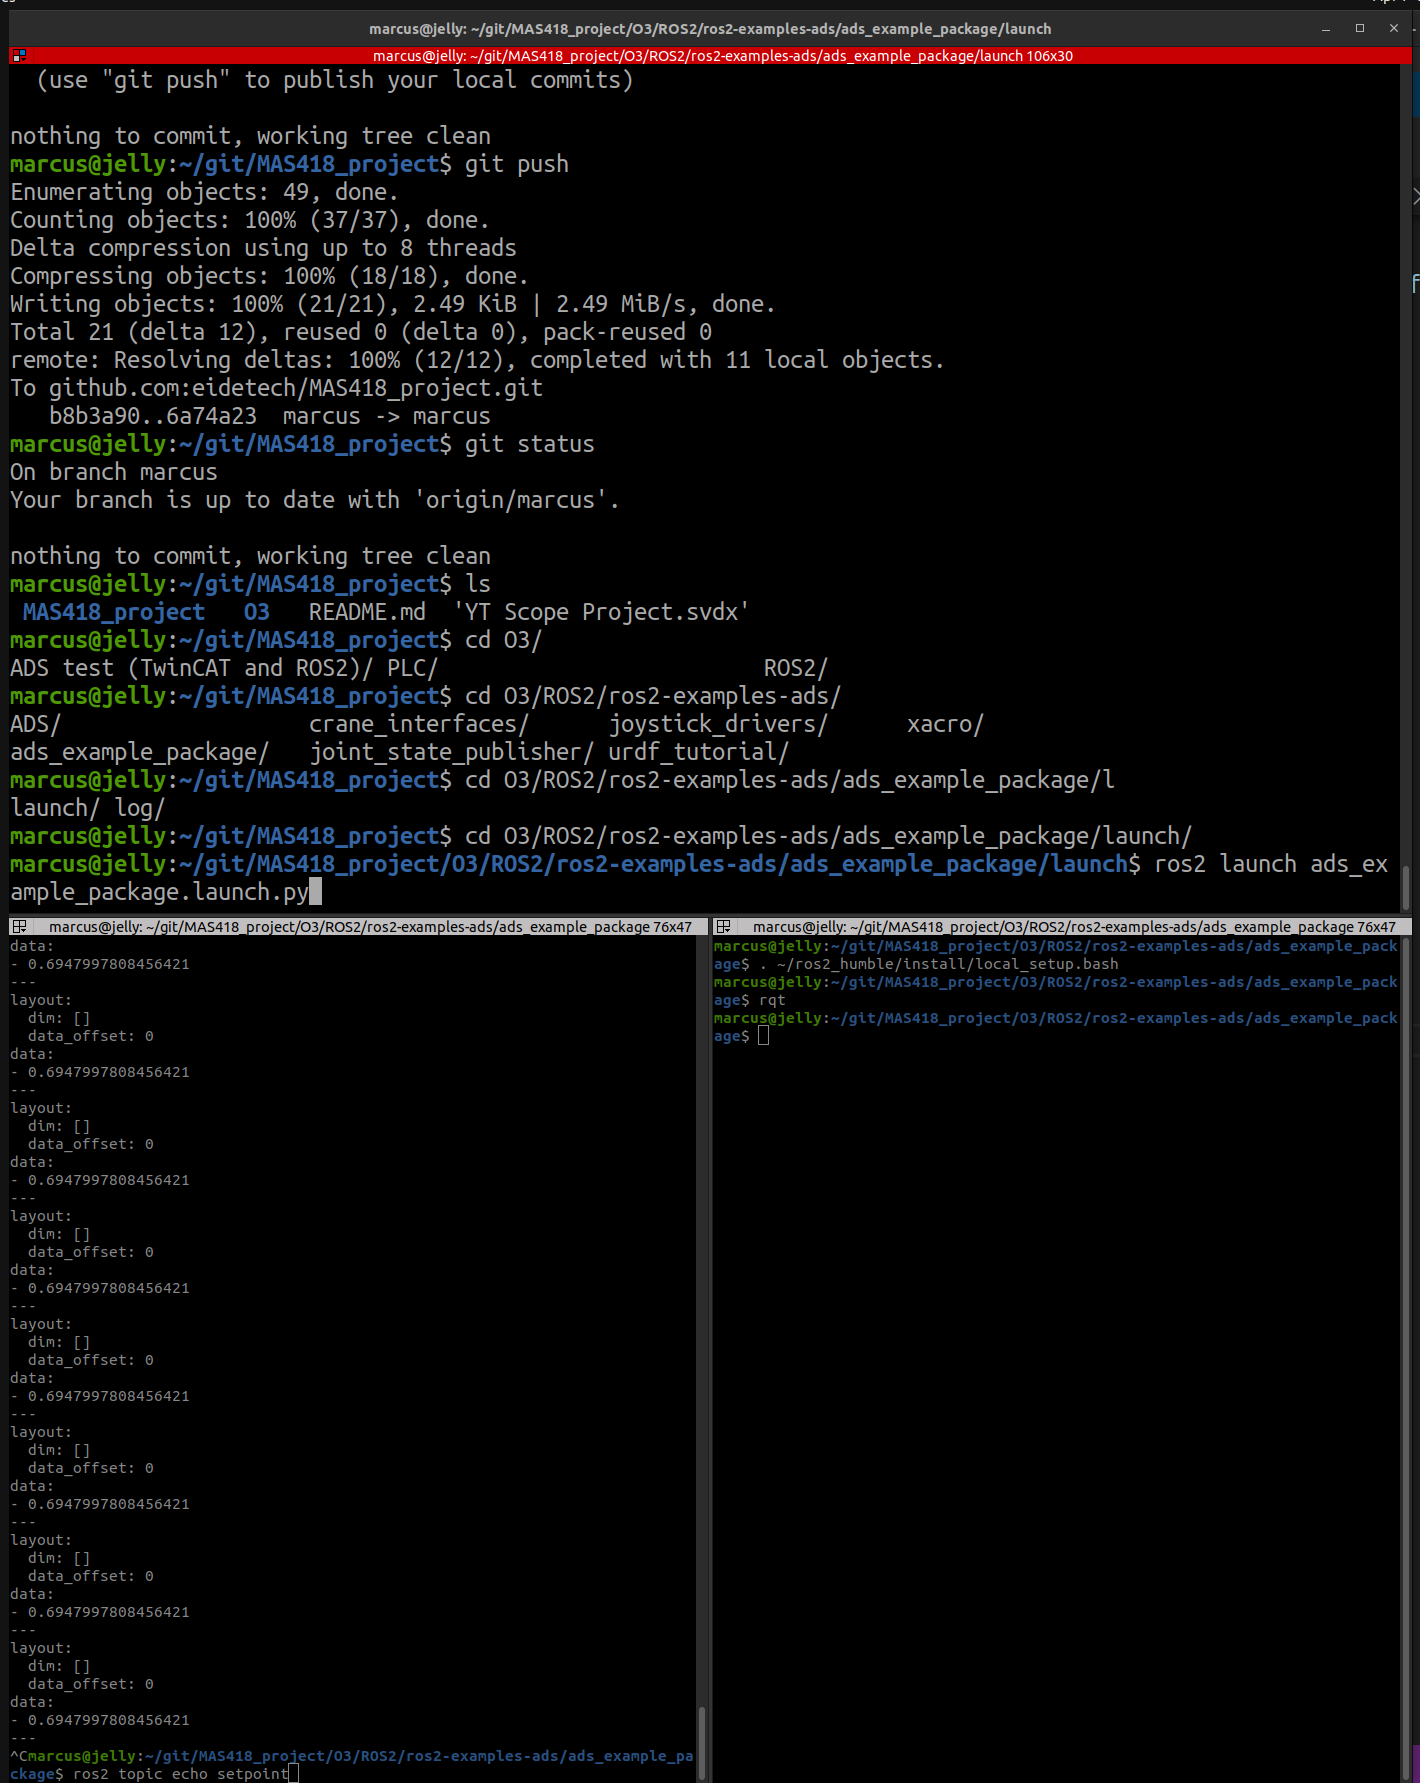 marcus@jelly: ~/git/MAS418_project/O3/ROS2/ros2-examples-ads/ads_example_package/launch
marcus@jelly: ~/git/MAS418_project/O3/ROS2/ros2-examples-ads/ads_example_package/launch 106x30
  (use "git push" to publish your local commits)
nothing to commit, working tree clean
marcus@jelly:~/git/MAS418_project$ git push
Enumerating objects: 49, done.
Counting objects: 100% (37/37), done.
Delta compression using up to 8 threads
Compressing objects: 100% (18/18), done.
Writing objects: 100% (21/21), 2.49 KiB | 2.49 MiB/s, done.
Total 21 (delta 12), reused 0 (delta 0), pack-reused 0
remote: Resolving deltas: 100% (12/12), completed with 11 local objects.
To github.com:eidetech/MAS418_project.git
   b8b3a90..6a74a23  marcus -> marcus
marcus@jelly:~/git/MAS418_project$ git status
On branch marcus
Your branch is up to date with 'origin/marcus'.
nothing to commit, working tree clean
marcus@jelly:~/git/MAS418_project$ ls
 MAS418_project   O3   README.md  'YT Scope Project.svdx'
marcus@jelly:~/git/MAS418_project$ cd O3/
ADS test (TwinCAT and ROS2)/ PLC/                         ROS2/
marcus@jelly:~/git/MAS418_project$ cd O3/ROS2/ros2-examples-ads/
ADS/                   crane_interfaces/      joystick_drivers/      xacro/
ads_example_package/   joint_state_publisher/ urdf_tutorial/
marcus@jelly:~/git/MAS418_project$ cd O3/ROS2/ros2-examples-ads/ads_example_package/l
launch/ log/
marcus@jelly:~/git/MAS418_project$ cd O3/ROS2/ros2-examples-ads/ads_example_package/launch/
marcus@jelly:~/git/MAS418_project/O3/ROS2/ros2-examples-ads/ads_example_package/launch$ ros2 launch ads_ex
ample_package.launch.py
marcus@jelly: ~/git/MAS418_project/O3/ROS2/ros2-examples-ads/ads_example_package 76x47
data:
- 0.6947997808456421
---
layout:
  dim: []
  data_offset: 0
data:
- 0.6947997808456421
---
layout:
  dim: []
  data_offset: 0
data:
- 0.6947997808456421
---
layout:
  dim: []
  data_offset: 0
data:
- 0.6947997808456421
---
layout:
  dim: []
  data_offset: 0
data:
- 0.6947997808456421
---
layout:
  dim: []
  data_offset: 0
data:
- 0.6947997808456421
---
layout:
  dim: []
  data_offset: 0
data:
- 0.6947997808456421
---
layout:
  dim: []
  data_offset: 0
data:
- 0.6947997808456421
---
^Cmarcus@jelly:~/git/MAS418_project/O3/ROS2/ros2-examples-ads/ads_example_pa
ckage$ ros2 topic echo setpoint
marcus@jelly: ~/git/MAS418_project/O3/ROS2/ros2-examples-ads/ads_example_package 76x47
marcus@jelly:~/git/MAS418_project/O3/ROS2/ros2-examples-ads/ads_example_pack
age$ . ~/ros2_humble/install/local_setup.bash
marcus@jelly:~/git/MAS418_project/O3/ROS2/ros2-examples-ads/ads_example_pack
age$ rqt
marcus@jelly:~/git/MAS418_project/O3/ROS2/ros2-examples-ads/ads_example_pack
age$